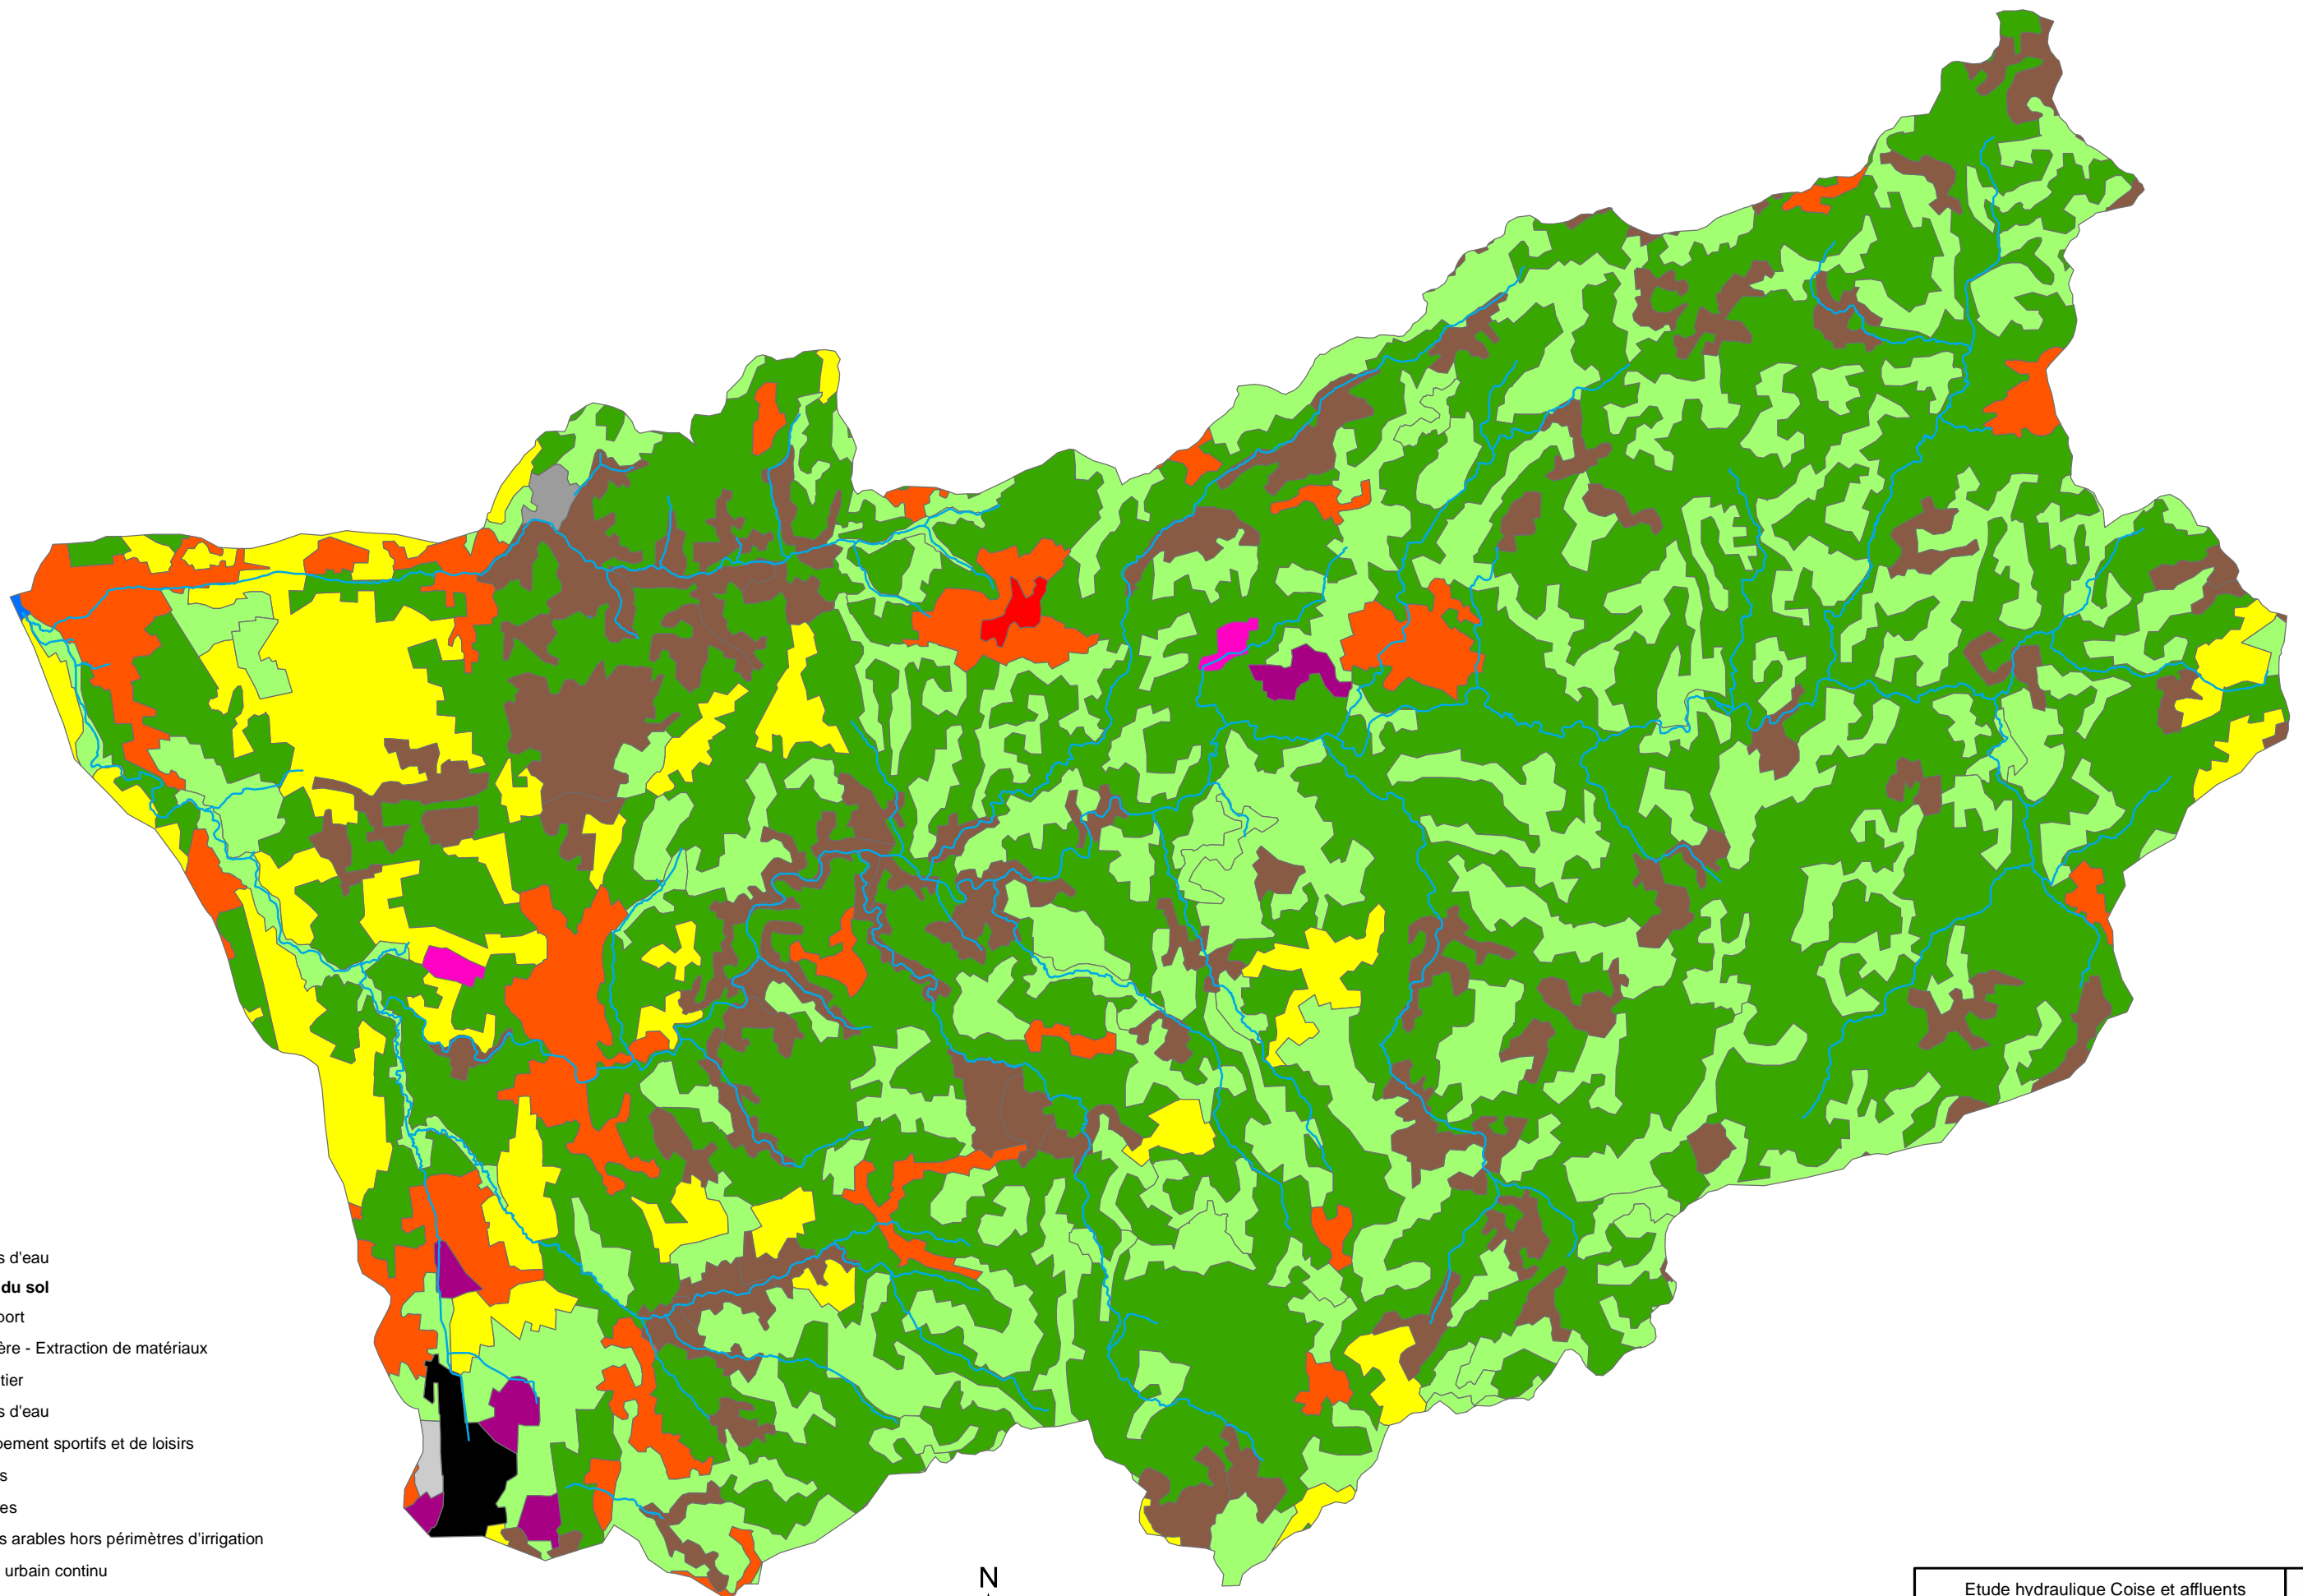 s d'eau
du sol
port
ère - Extraction de matériaux
tier
s d'eau
pement sportifs et de loisirs
s
es
s arables hors périmètres d'irrigation
urbain continu
N
Etude hydraulique Coise et affluents